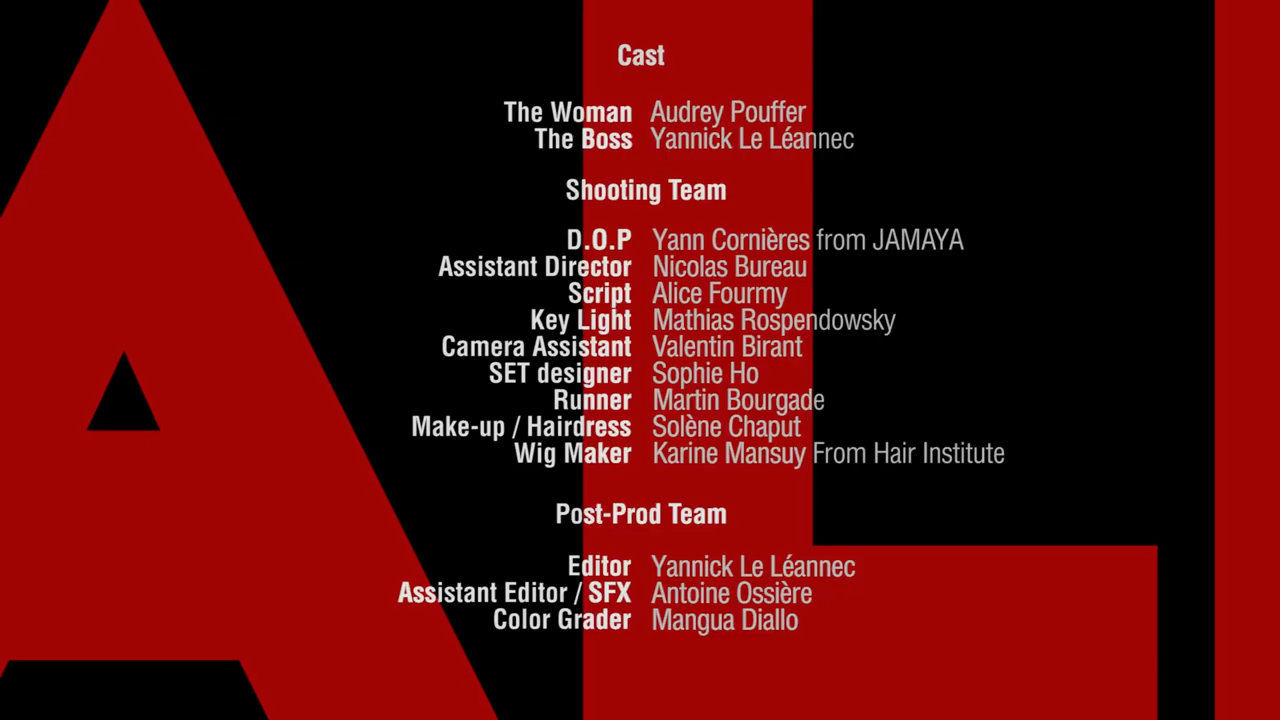 Cast
The Woman Audrey Pouffer
The Boss Yannick Le Léannec
Shooting Team
D.O.P Yann Cornières from JAMAYA
Assistant Director Nicolas Bureau
Script Alice Fourmy
Key Light Mathias Rospendowsky
Camera Assistant Valentin Birant
SET designer Sophie Ho
Runner Martin Bourgade
Make-up / Hairdress Solène Chaput
Wig Maker Karine Mansuy From Hair Institute
Post-Prod Team
Editor Yannick Le Léannec
Assistant Editor / SFX Antoine Ossière
Color Grader Mangua Diallo